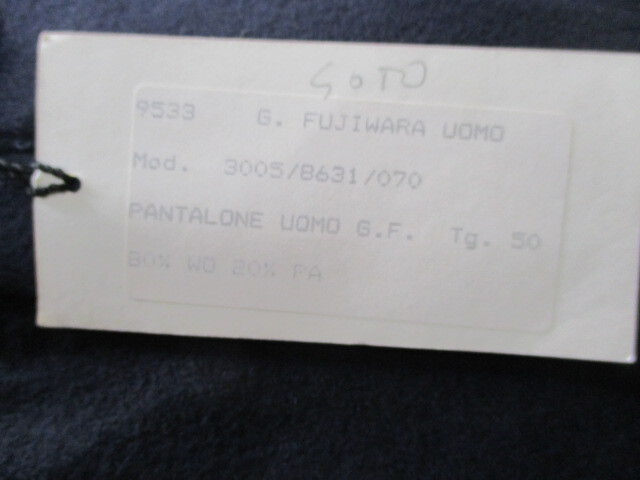 GOTO
9533 G. FUJIWARA UOMO
Mod. 3005/8631/070
PANTALONE UOMO G.F. Tg. 50
80% WO 20% PA